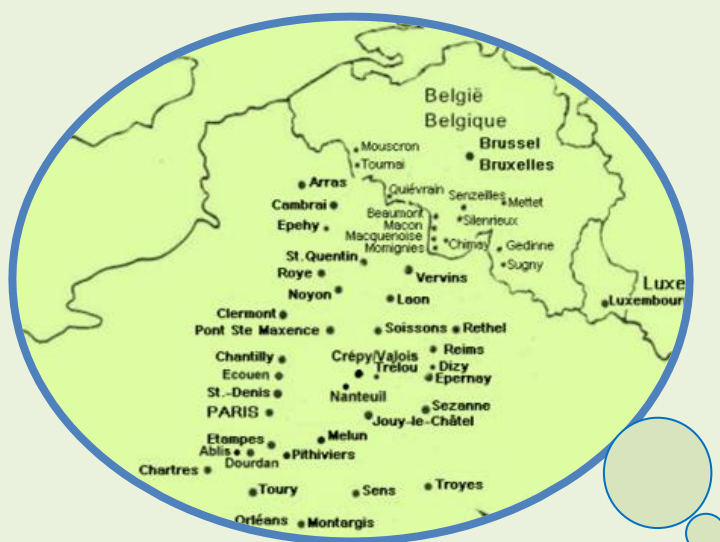 België
Belgique
Brussel
Bruxelles
Mouscron
Tournai
Arras
Quiévrain
Senzeilles
Mettet
Cambrai
Beaumont
Silenrieux
Epehy
Macon
Macquenoise
Momignies
Chimay
Gedinne
St.Quentin
Sugny
Roye
Vervins
Luxe
Noyon
Laon
Luxembour
Clermont
Pont Ste Maxence
Soissons
Rethel
Chantilly
Crépy/Valois
Reims
Ecouen
Trélou
Dizy
Epernay
St.-Denis
Nanteuil
PARIS
Sezanne
Jouy-le-Châtel
Etampes
Melun
Ablis
Dourdan
Pithiviers
Chartres
Toury
Sens
Troyes
Orléans
Montargis